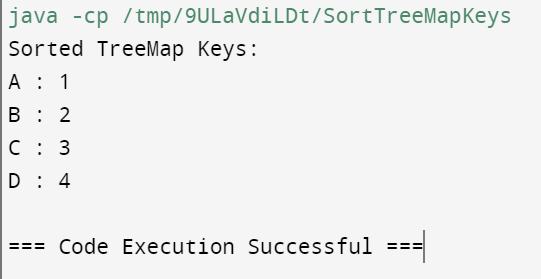 java -cp /tmp/9ULaVdiLDt/SortTreeMapKeys
Sorted TreeMap Keys:
A : 1
B : 2
C : 3
D : 4
=== Code Execution Successful ===